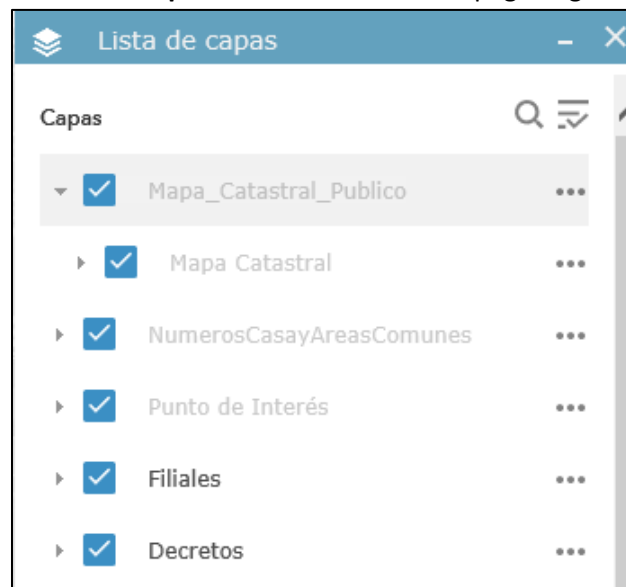 Lista de capas
Capas
Mapa_Catastral_Publico
Mapa Catastral
NumerosCasayAreasComunes
Punto de Interés
Filiales
Decretos